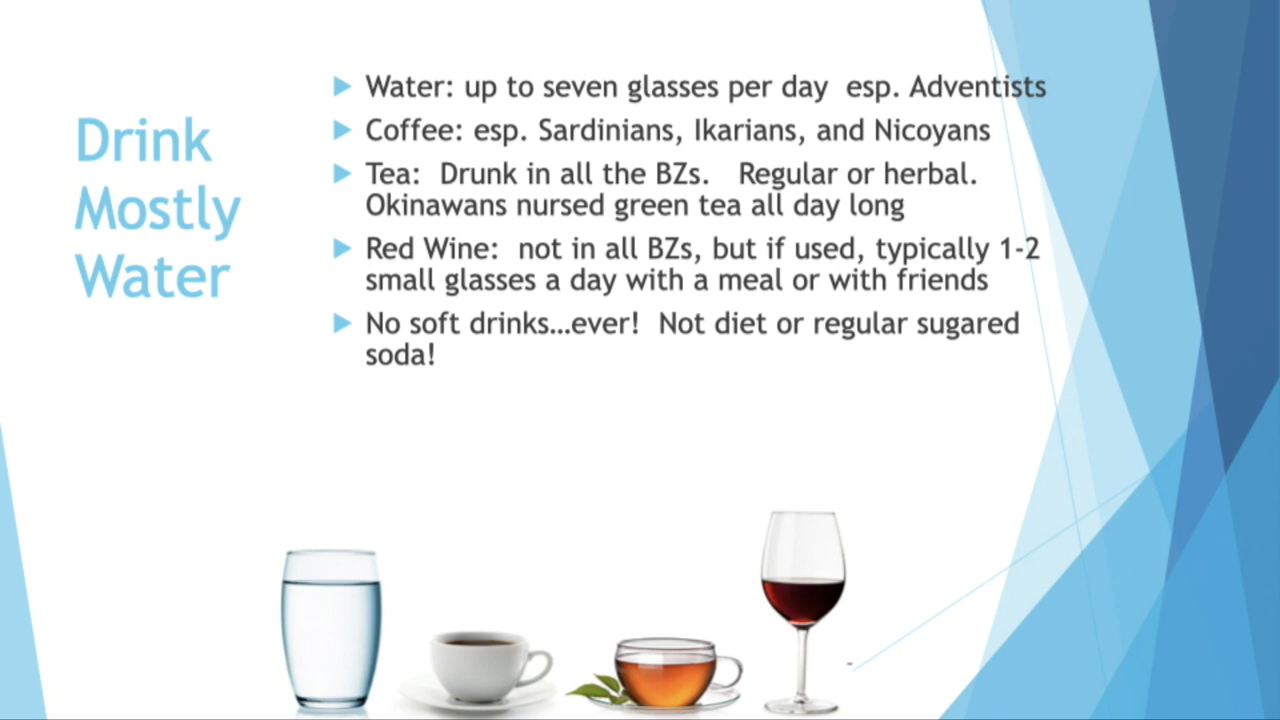 Drink
Mostly
Water
Water: up to seven glasses per day  esp. Adventists
Coffee: esp. Sardinians, Ikarians, and Nicoyans
Tea:  Drunk in all the BZs.   Regular or herbal.
Okinawans nursed green tea all day long
Red Wine:  not in all BZs, but if used, typically 1-2
small glasses a day with a meal or with friends
No soft drinks…ever!  Not diet or regular sugared
soda!